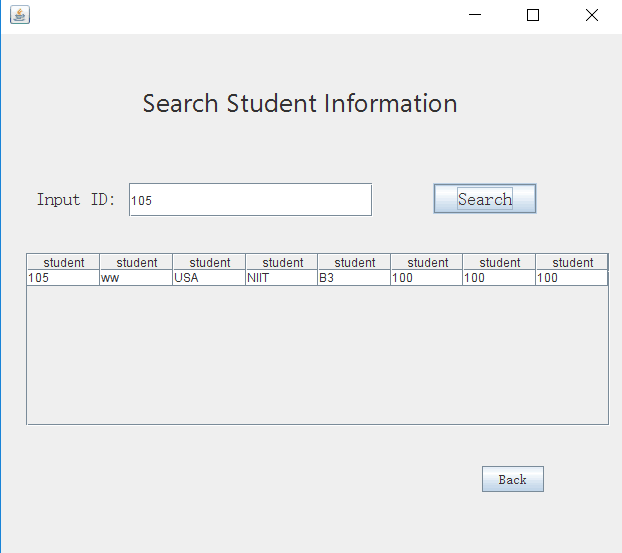 Search Student Information
Input ID: 105 Search
student student student student student student student student
105 ww USA NIIT B3 100 100 100
Back